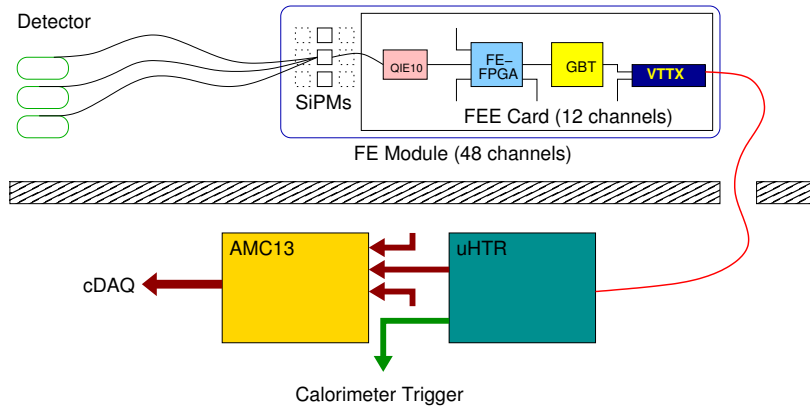 Detector
SiPMs
QIE10
FE-
FPGA
GBT
VTTX
FEE Card (12 channels)
FE Module (48 channels)
AMC13
uHTR
cDAQ
Calorimeter Trigger